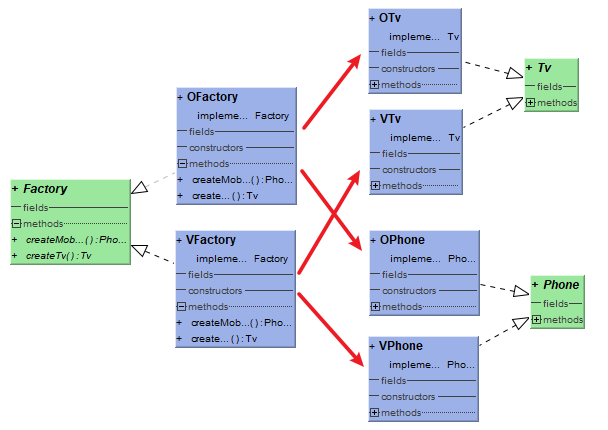 + Factory
fields
methods
+ createMob...( ) : Pho...
+ createTv( ) : Tv
+ OFactory
impleme... Factory
fields
constructors
methods
+ createMob...( ) : Pho...
+ create...( ) : Tv
+ VFactory
impleme... Factory
fields
constructors
methods
+ createMob...( ) : Pho...
+ create...( ) : Tv
+ OTv
impleme... Tv
fields
constructors
methods
+ VTv
impleme... Tv
fields
constructors
methods
+ OPhone
impleme... Pho...
fields
constructors
methods
+ VPhone
impleme... Pho...
fields
constructors
methods
+ Tv
fields
methods
+ Phone
fields
methods